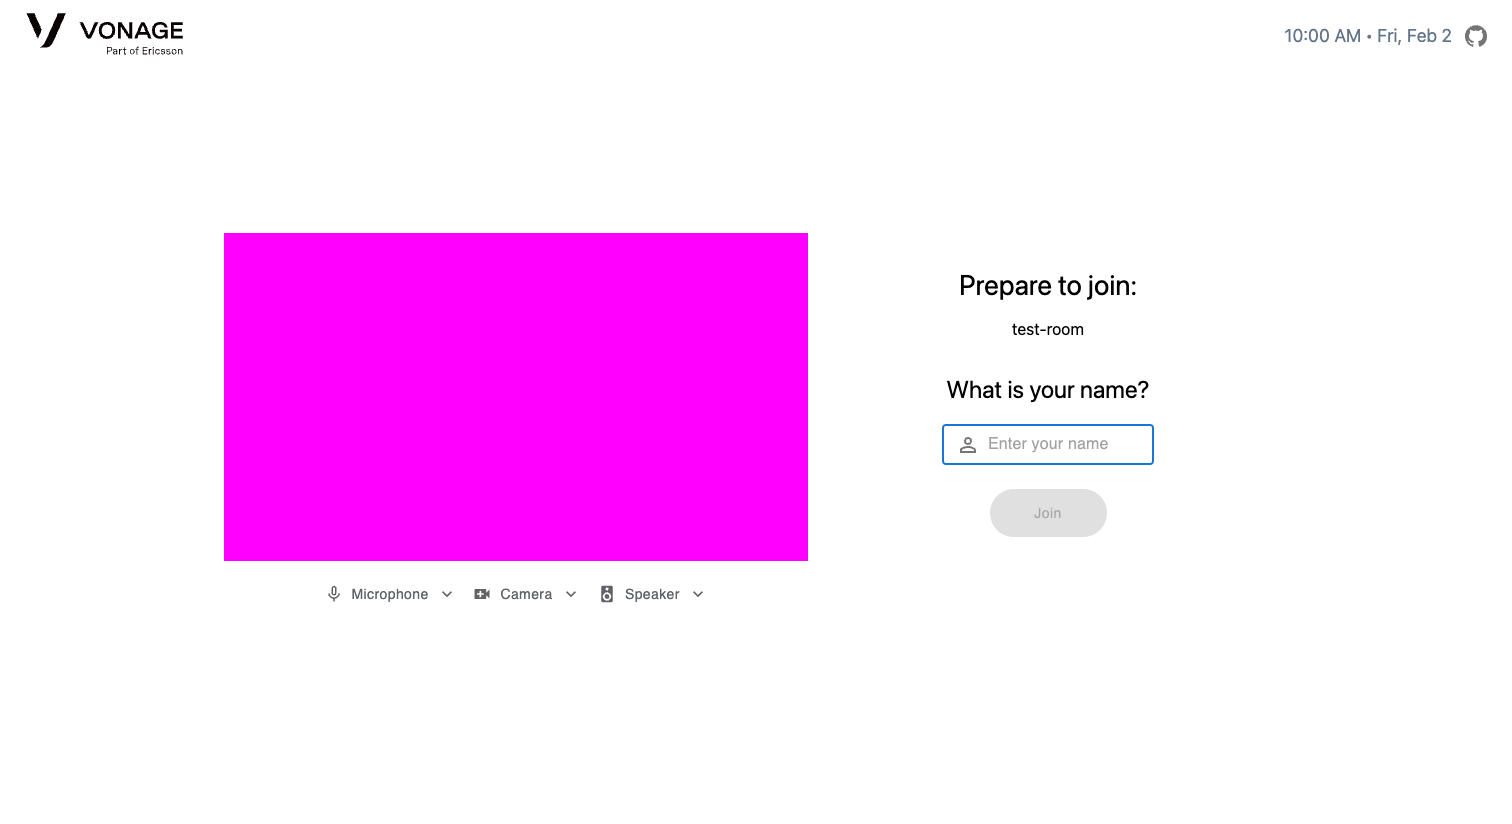 VONAGE
Part of Ericsson
10:00 AM • Fri, Feb 2
Prepare to join:
test-room
What is your name?
Enter your name
Join
Microphone
Camera
Speaker